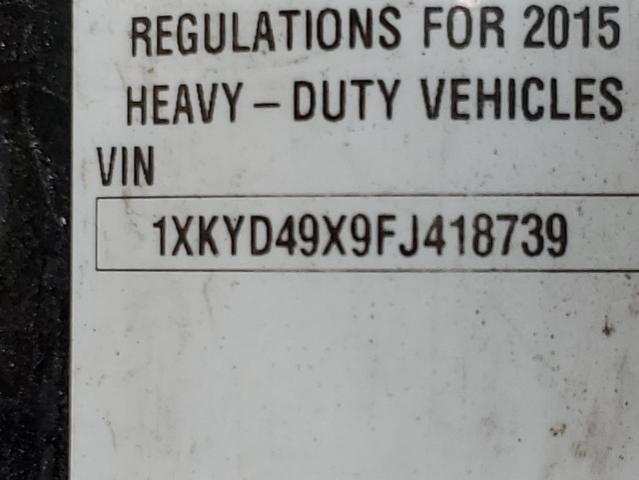 REGULATIONS FOR 2015
HEAVY-DUTY VEHICLES
VIN
1XKYD49X9FJ418739